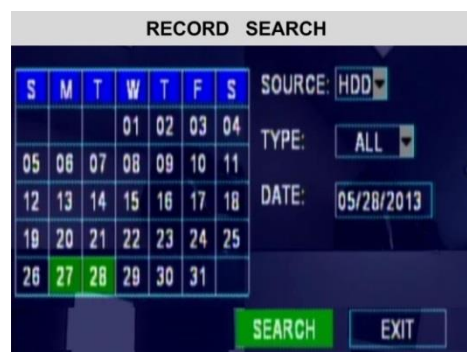 RECORD SEARCH
S M T W T F S
01 02 03 04
05 06 07 08 09 10 11
12 13 14 15 16 17 18
19 20 21 22 23 24 25
26 27 28 29 30 31
SOURCE: HDD
TYPE: ALL
DATE: 05/28/2013
SEARCH EXIT